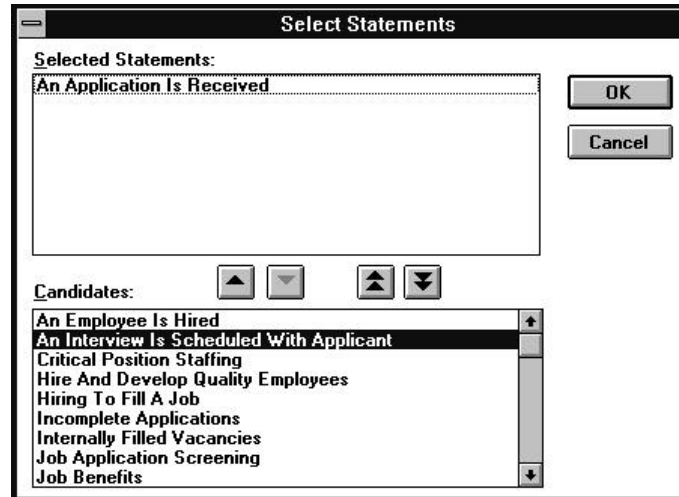 Select Statements
Selected Statements:
An Application Is Received
OK
Cancel
Candidates:
An Employee Is Hired
An Interview Is Scheduled With Applicant
Critical Position Staffing
Hire And Develop Quality Employees
Hiring To Fill A Job
Incomplete Applications
Internally Filled Vacancies
Job Application Screening
Job Benefits